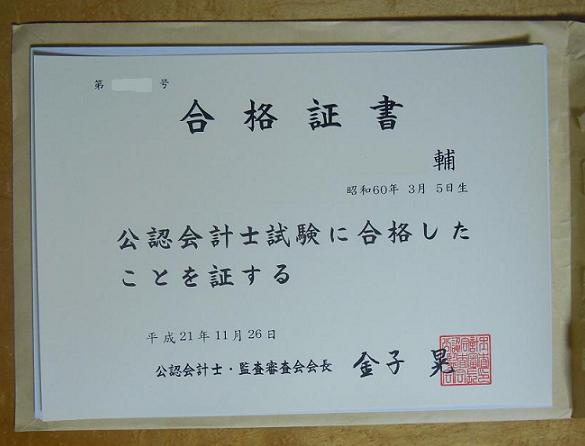 第 号
合格証書
輔
昭和60年 3月 5日生
公認会計士試験に合格した
ことを証する
平成21年11月26日
公認会計士・監査審査会会長 金子 晃